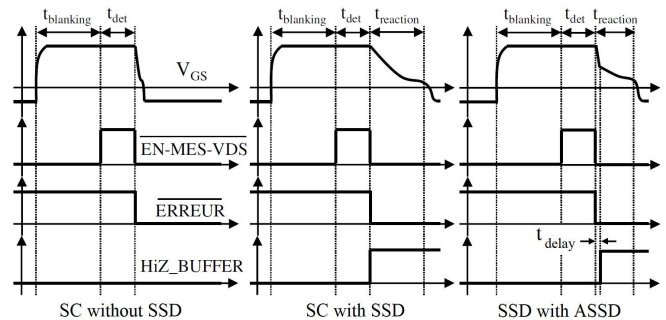 t_blanking t_det t_blanking t_det t_reaction t_blanking t_det t_reaction
V_GS
EN-MES-VDS
ERREUR
t_delay
HiZ_BUFFER
SC without SSD SC with SSD SSD with ASSD